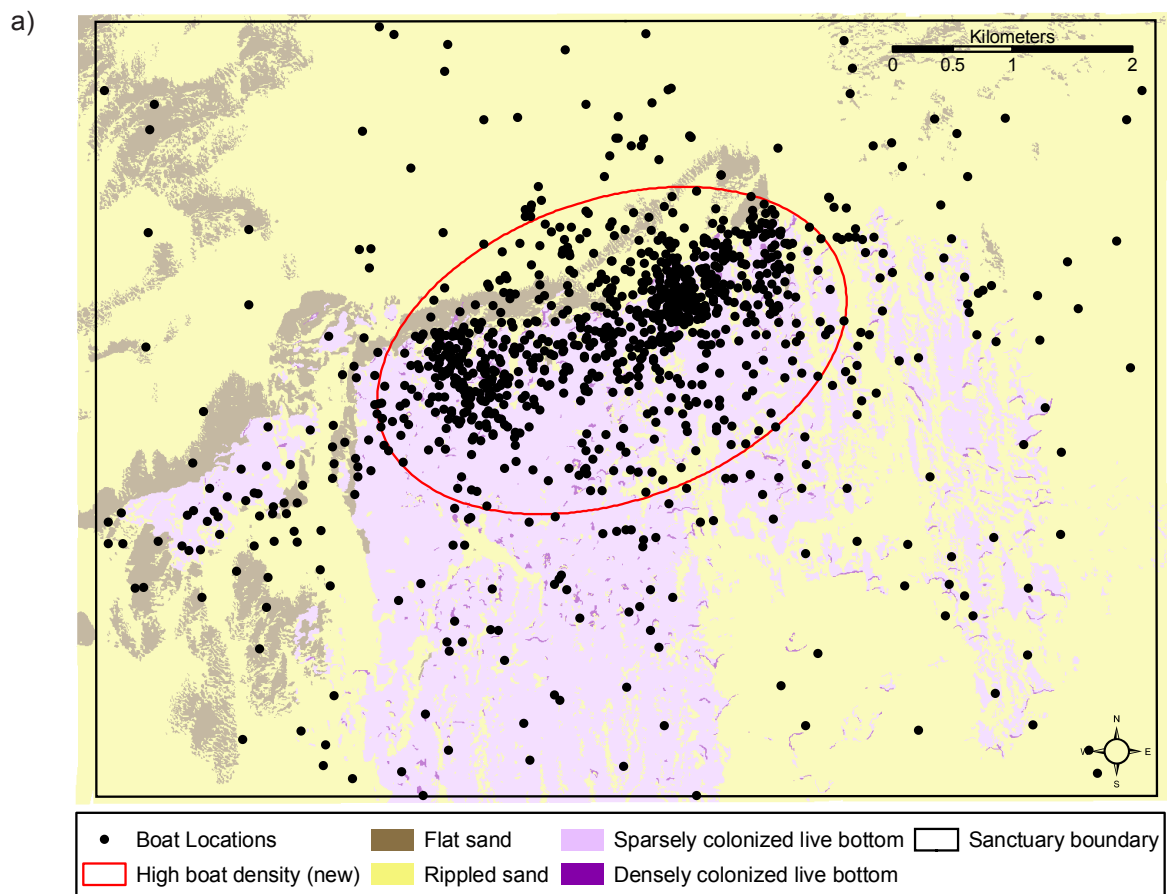 a)
Kilometers
0 0.5 1 2
N
W E
S
Boat Locations Flat sand Sparsely colonized live bottom Sanctuary boundary
High boat density (new) Rippled sand Densely colonized live bottom